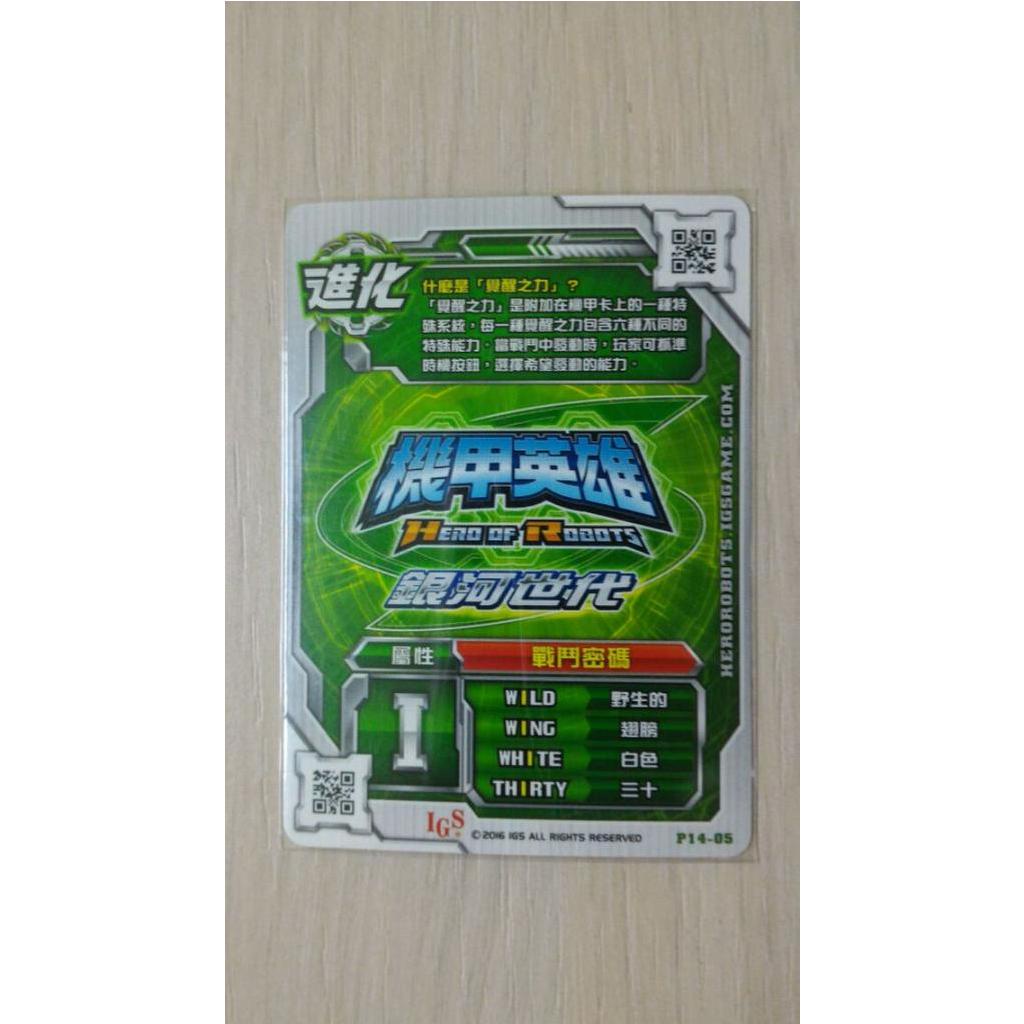 進化
什麼是「覺醒之力」?
「覺醒之力」是附加在機甲卡上的一種特
殊系統,每一種覺醒之力包含六種不同的
特殊能力。當戰鬥中發動時,玩家可抓準
時機按鈕,選擇希望發動的能力。
機甲英雄
HERO OF ROBOTS
銀河世代
HEROROBOTS.IGSGAME.COM
屬性 戰鬥密碼
I
WILD 野生的
WING 翅膀
WHITE 白色
THIRTY 三十
IGS ©2016 IGS ALL RIGHTS RESERVED P14-05